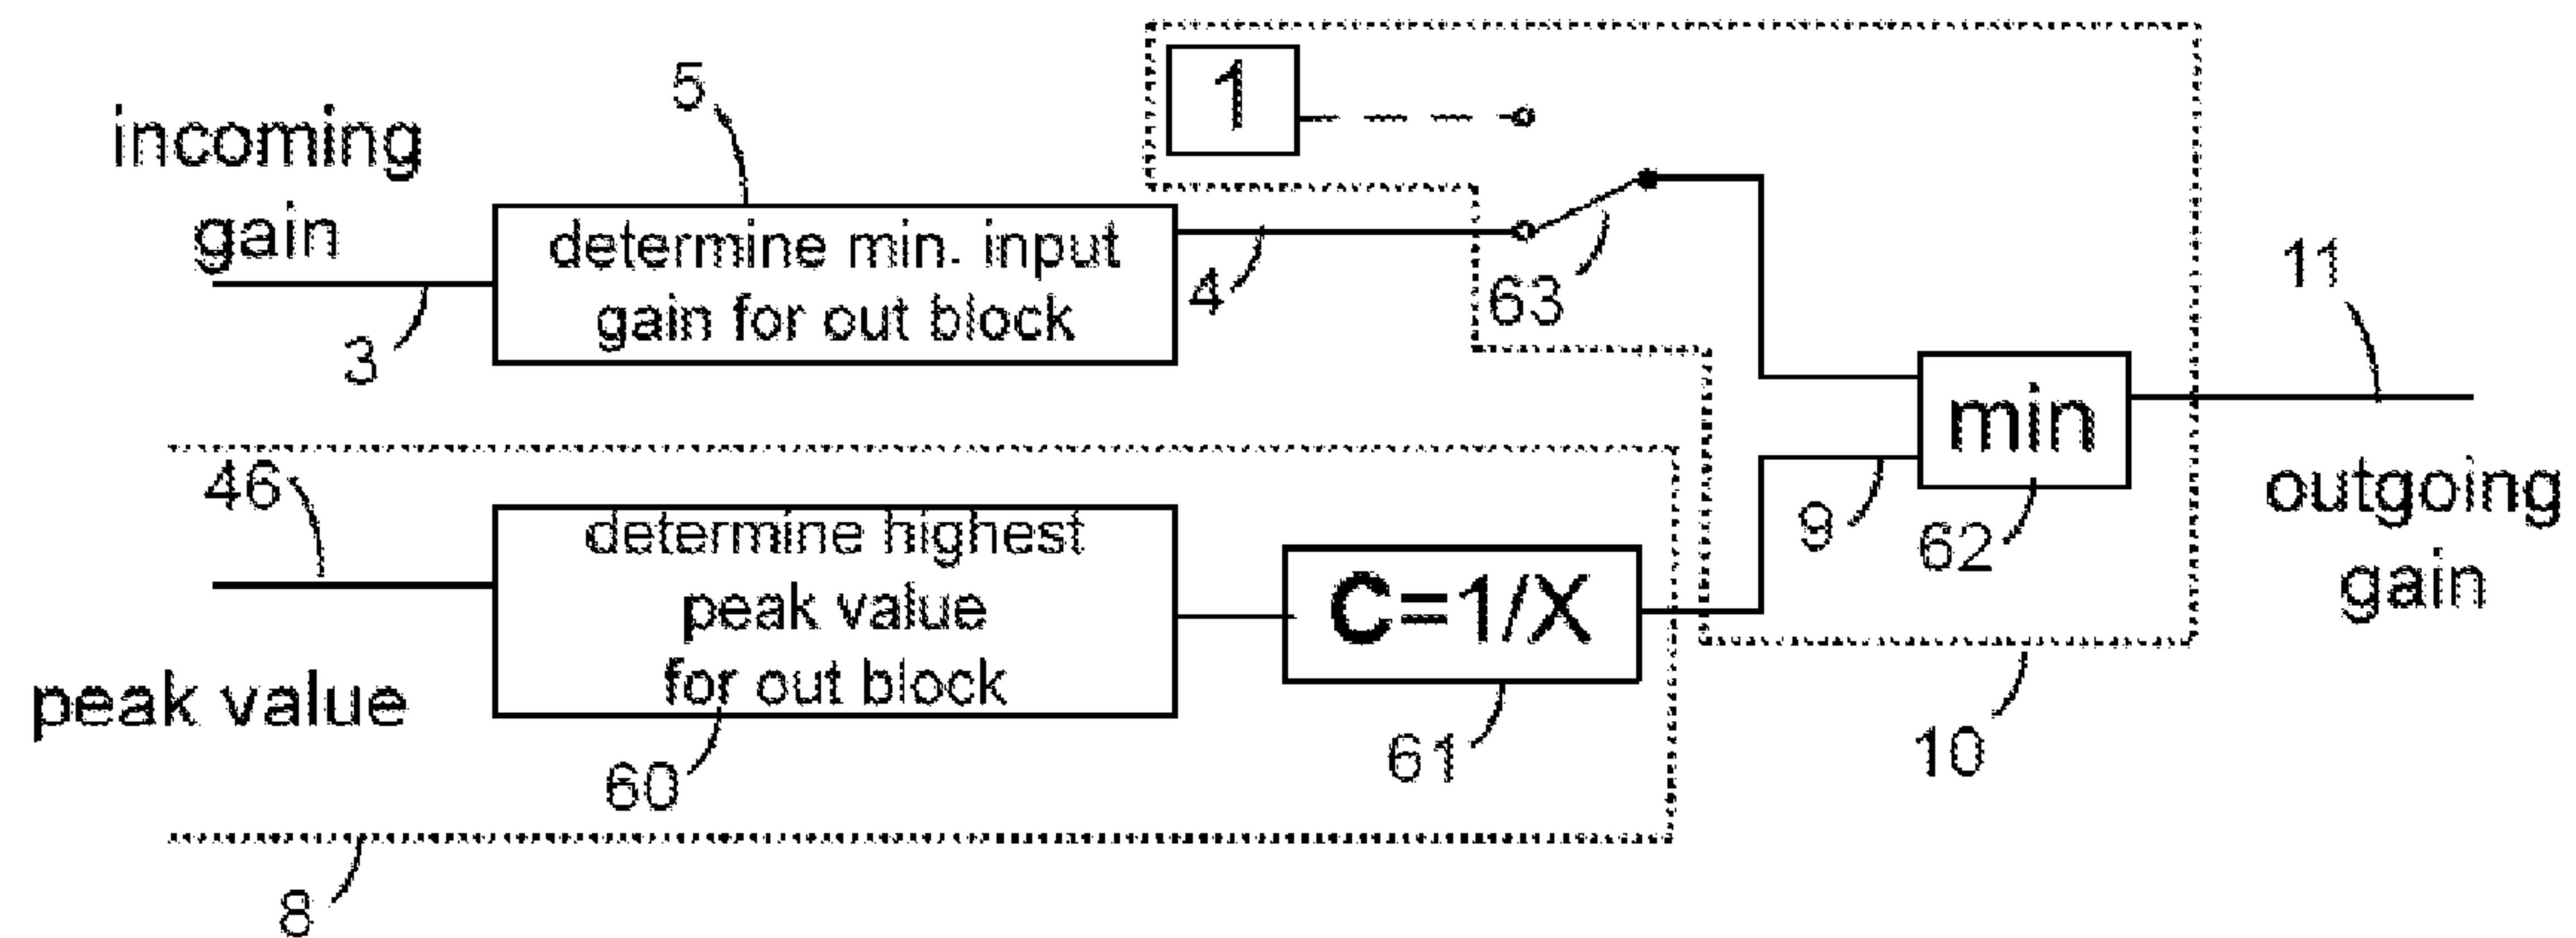 1
5
incoming
gain
determine min. input
gain for out block
3
4
63
11
min
46
9
62
outgoing
gain
determine highest
peak value
for out block
C=1/X
peak value
60
61
10
8